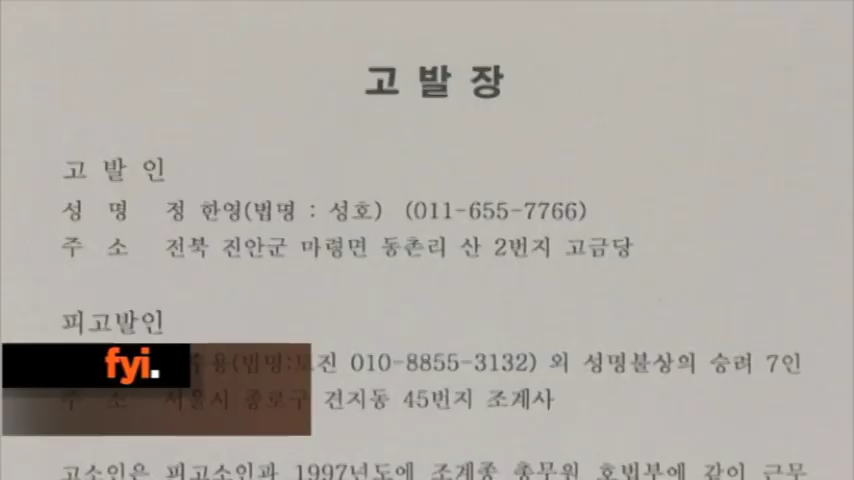 고 발 장
고 발 인
성 명 정 한영(법명 : 성호) (011-655-7766)
주 소 전북 진안군 마령면 동촌리 산 2번지 고금당
피고발인
fyi.
010-8855-3132) 외 성명불상의 승려 7인
주 소 서울시 종로구 견지동 45번지 조계사
고소인은 피고소인과 1997년도에 조계종 총무원 호법부에 같이 근무